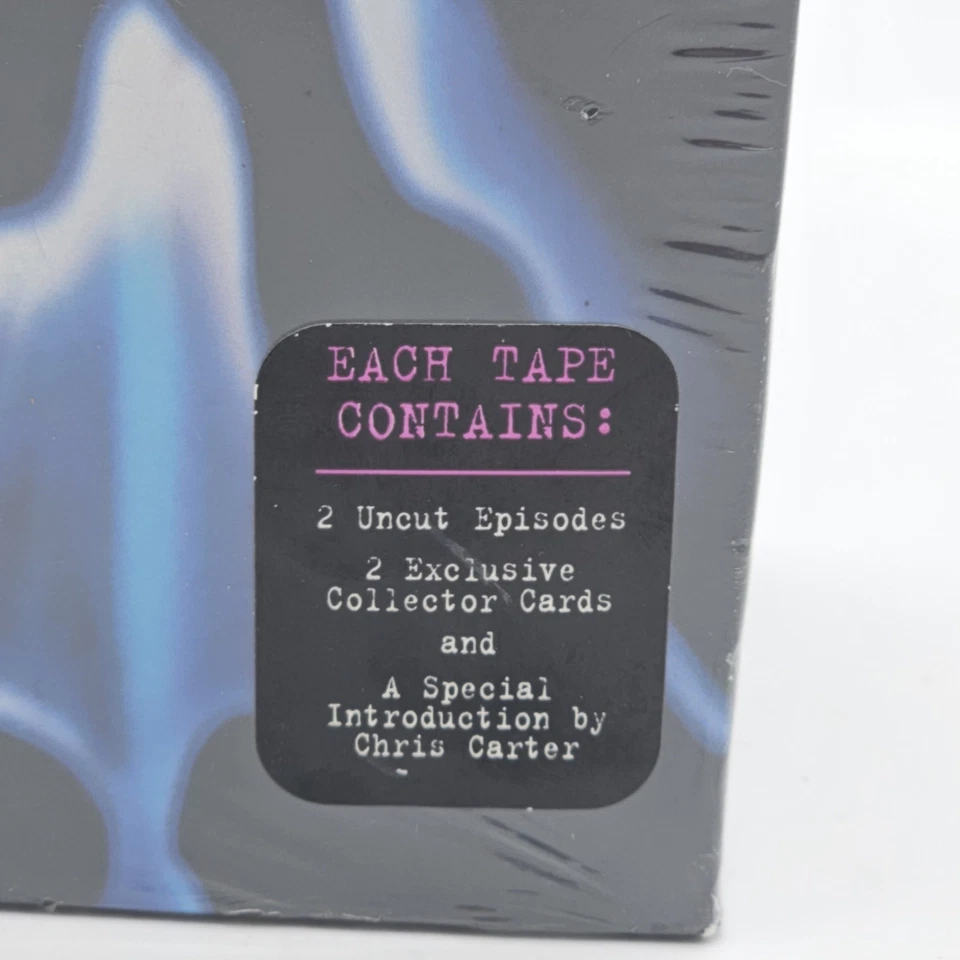 EACH TAPE
CONTAINS:
2 Uncut Episodes
2 Exclusive
Collector Cards
and
A Special
Introduction by
Chris Carter